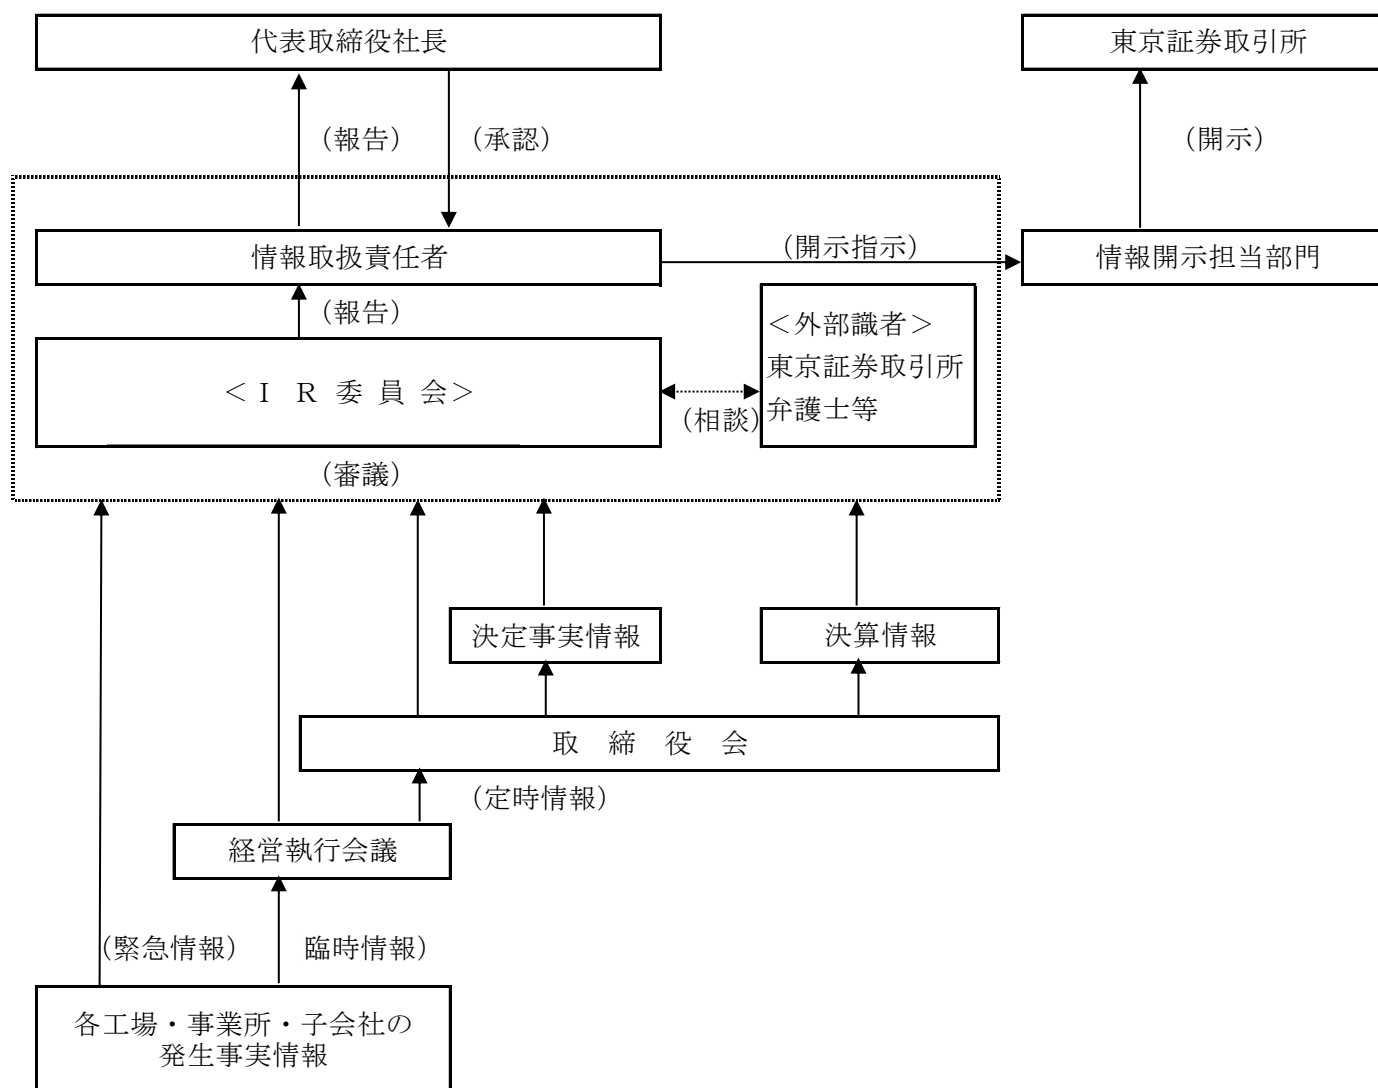 代表取締役社長
東京証券取引所
（報告）
（承認）
（開示）
情報取扱責任者
（開示指示）
情報開示担当部門
（報告）
＜外部識者＞
東京証券取引所
弁護士等
＜Ｉ　Ｒ 委 員 会＞
（相談）
（審議）
決定事実情報
決算情報
取　締　役　会
（定時情報）
経営執行会議
（緊急情報）
臨時情報）
各工場・事業所・子会社の
発生事実情報